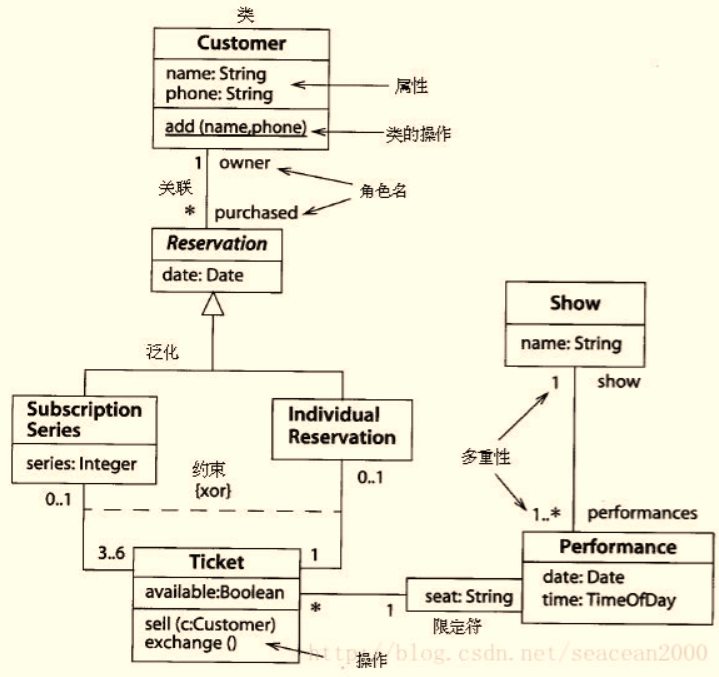 类
Customer
name: String
phone: String
属性
add (name,phone)
类的操作
1 owner
关联
角色名
* purchased
Reservation
date: Date
泛化
Show
name: String
1 show
Subscription
Series
series: Integer
Individual
Reservation
约束
{xor}
0..1
0..1
多重性
1..* performances
3..6
1
Ticket
available:Boolean
sell (c:Customer)
exchange ()
操作
*
1
seat: String
限定符
Performance
date: Date
time: TimeOfDay
http://blog.csdn.net/seacean2000